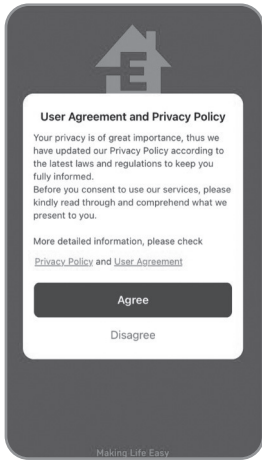 E
User Agreement and Privacy Policy
Your privacy is of great importance, thus we
have updated our Privacy Policy according to
the latest laws and regulations to keep you
fully informed.
Before you consent to use our services, please
kindly read through and comprehend what we
present to you.
More detailed information, please check
Privacy Policy and User Agreement
Agree
Disagree
Making Life Easy